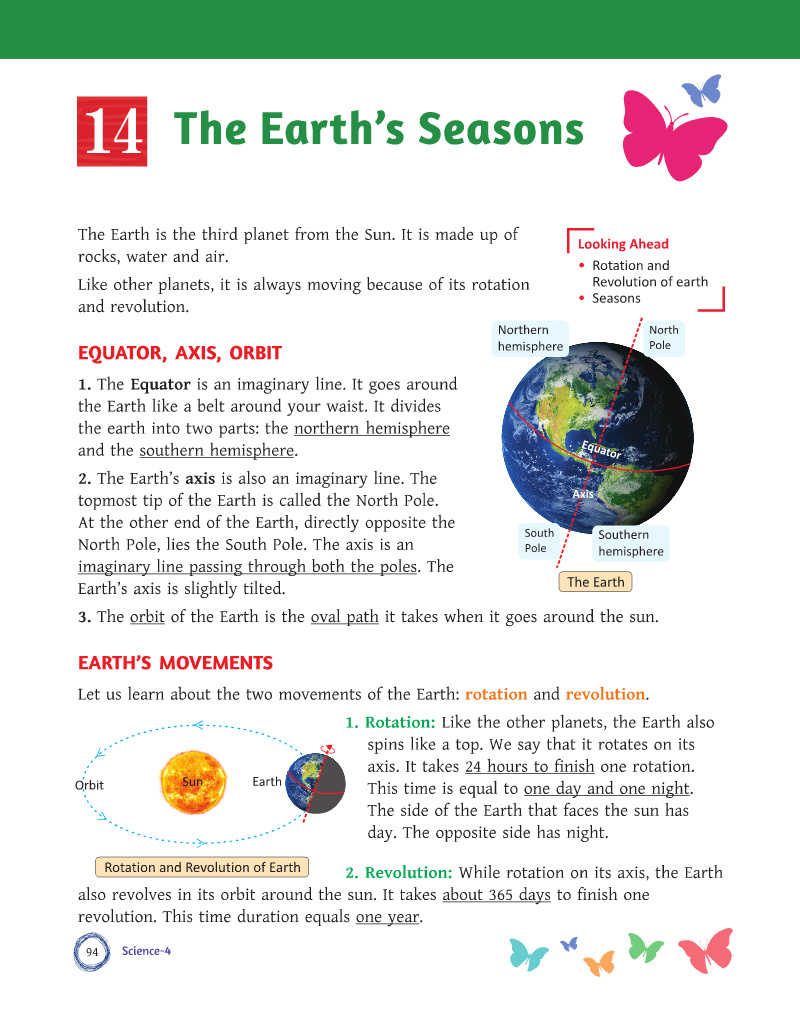 14 The Earth's Seasons
The Earth is the third planet from the Sun. It is made up of
rocks, water and air.
Like other planets, it is always moving because of its rotation
and revolution.
Looking Ahead
• Rotation and
Revolution of earth
• Seasons
EQUATOR, AXIS, ORBIT
1. The Equator is an imaginary line. It goes around
the Earth like a belt around your waist. It divides
the earth into two parts: the northern hemisphere
and the southern hemisphere.
2. The Earth's axis is also an imaginary line. The
topmost tip of the Earth is called the North Pole.
At the other end of the Earth, directly opposite the
North Pole, lies the South Pole. The axis is an
imaginary line passing through both the poles. The
Earth's axis is slightly tilted.
Northern
hemisphere
North
Pole
Equator
Axis
South
Pole
Southern
hemisphere
The Earth
3. The orbit of the Earth is the oval path it takes when it goes around the sun.
EARTH'S MOVEMENTS
Let us learn about the two movements of the Earth: rotation and revolution.
Orbit
Sun
Earth
Rotation and Revolution of Earth
1. Rotation: Like the other planets, the Earth also
spins like a top. We say that it rotates on its
axis. It takes 24 hours to finish one rotation.
This time is equal to one day and one night.
The side of the Earth that faces the sun has
day. The opposite side has night.
2. Revolution: While rotation on its axis, the Earth
also revolves in its orbit around the sun. It takes about 365 days to finish one
revolution. This time duration equals one year.
94 Science-4